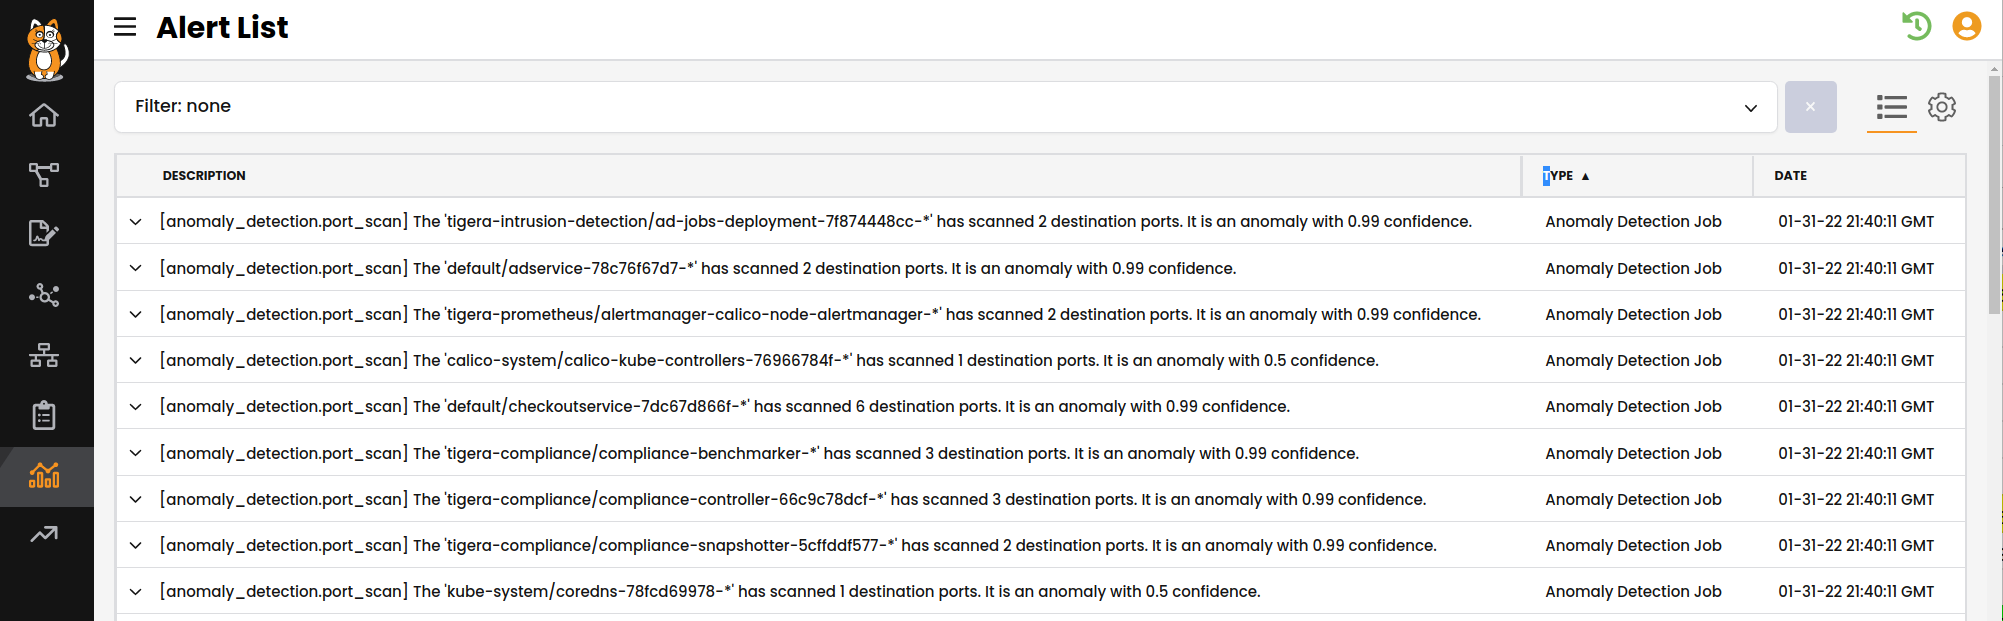 Alert List
Filter: none
DESCRIPTION TYPE ▲ DATE
[anomaly_detection.port_scan] The 'tigera-intrusion-detection/ad-jobs-deployment-7f874448cc-*' has scanned 2 destination ports. It is an anomaly with 0.99 confidence. Anomaly Detection Job 01-31-22 21:40:11 GMT
[anomaly_detection.port_scan] The 'default/adservice-78c76f67d7-*' has scanned 2 destination ports. It is an anomaly with 0.99 confidence. Anomaly Detection Job 01-31-22 21:40:11 GMT
[anomaly_detection.port_scan] The 'tigera-prometheus/alertmanager-calico-node-alertmanager-*' has scanned 2 destination ports. It is an anomaly with 0.99 confidence. Anomaly Detection Job 01-31-22 21:40:11 GMT
[anomaly_detection.port_scan] The 'calico-system/calico-kube-controllers-76966784f-*' has scanned 1 destination ports. It is an anomaly with 0.5 confidence. Anomaly Detection Job 01-31-22 21:40:11 GMT
[anomaly_detection.port_scan] The 'default/checkoutservice-7dc67d866f-*' has scanned 6 destination ports. It is an anomaly with 0.99 confidence. Anomaly Detection Job 01-31-22 21:40:11 GMT
[anomaly_detection.port_scan] The 'tigera-compliance/compliance-benchmarker-*' has scanned 3 destination ports. It is an anomaly with 0.99 confidence. Anomaly Detection Job 01-31-22 21:40:11 GMT
[anomaly_detection.port_scan] The 'tigera-compliance/compliance-controller-66c9c78dcf-*' has scanned 3 destination ports. It is an anomaly with 0.99 confidence. Anomaly Detection Job 01-31-22 21:40:11 GMT
[anomaly_detection.port_scan] The 'tigera-compliance/compliance-snapshotter-5cffddf577-*' has scanned 2 destination ports. It is an anomaly with 0.99 confidence. Anomaly Detection Job 01-31-22 21:40:11 GMT
[anomaly_detection.port_scan] The 'kube-system/coredns-78fcd69978-*' has scanned 1 destination ports. It is an anomaly with 0.5 confidence. Anomaly Detection Job 01-31-22 21:40:11 GMT